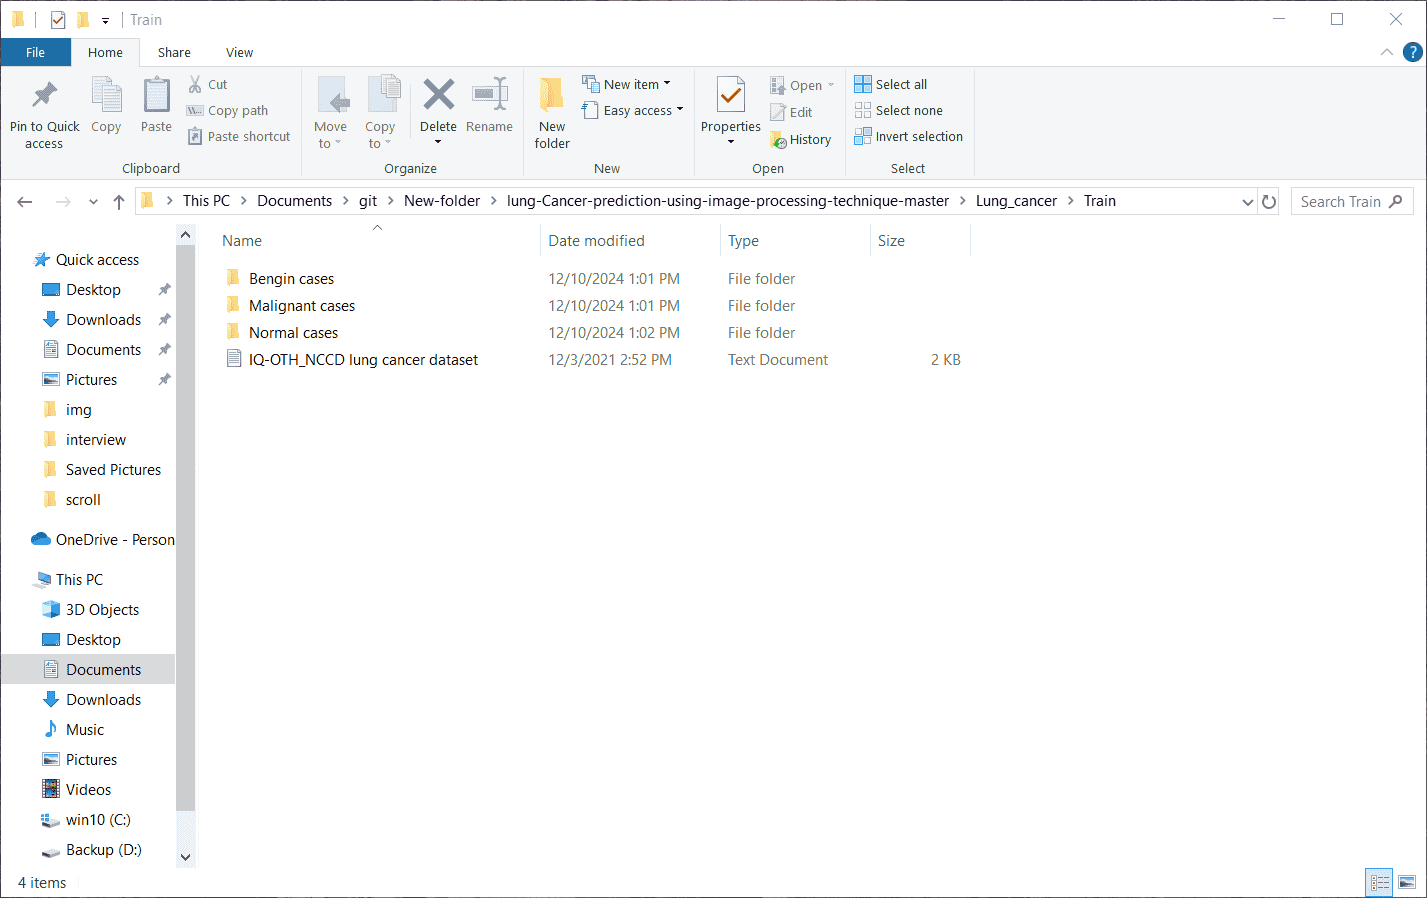 Train
File
Home
Share
View
?
Pin to Quick access
Copy
Paste
Cut
Copy path
Paste shortcut
Clipboard
Move to
Copy to
Delete
Rename
Organize
New folder
New item
Easy access
New
Properties
Open
Edit
History
Open
Select all
Select none
Invert selection
Select
This PC > Documents > git > New-folder > lung-Cancer-prediction-using-image-processing-technique-master > Lung_cancer > Train
Search Train
Name Date modified Type Size
Bengin cases 12/10/2024 1:01 PM File folder
Malignant cases 12/10/2024 1:01 PM File folder
Normal cases 12/10/2024 1:02 PM File folder
IQ-OTH_NCCD lung cancer dataset 12/3/2021 2:52 PM Text Document 2 KB
Quick access
Desktop
Downloads
Documents
Pictures
img
interview
Saved Pictures
scroll
OneDrive - Person
This PC
3D Objects
Desktop
Documents
Downloads
Music
Pictures
Videos
win10 (C:)
Backup (D:)
4 items